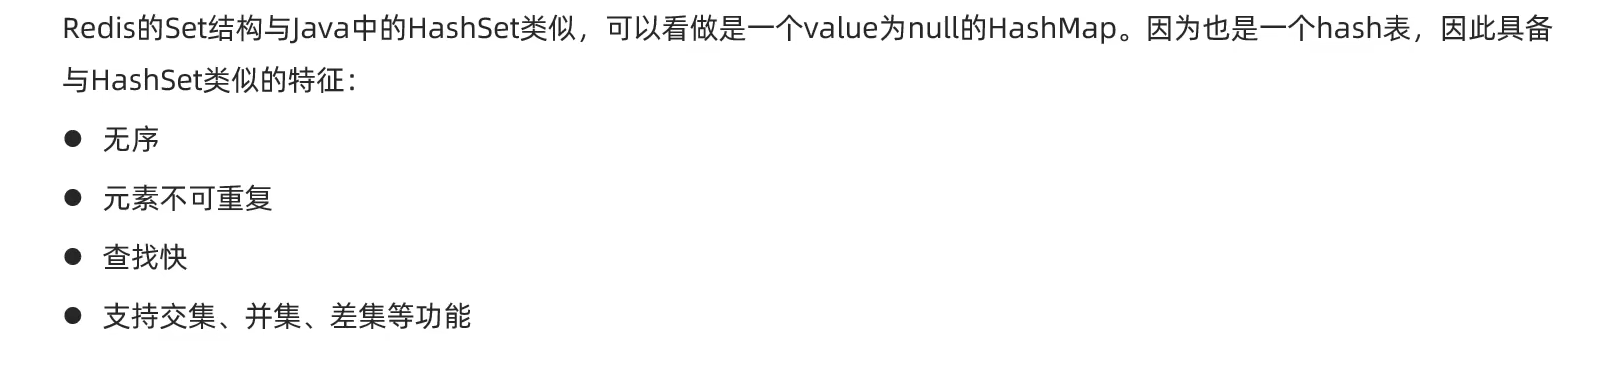 Redis的Set结构与Java中的HashSet类似，可以看做是一个value为null的HashMap。因为也是一个hash表，因此具备
与HashSet类似的特征：
● 无序
● 元素不可重复
● 查找快
● 支持交集、并集、差集等功能